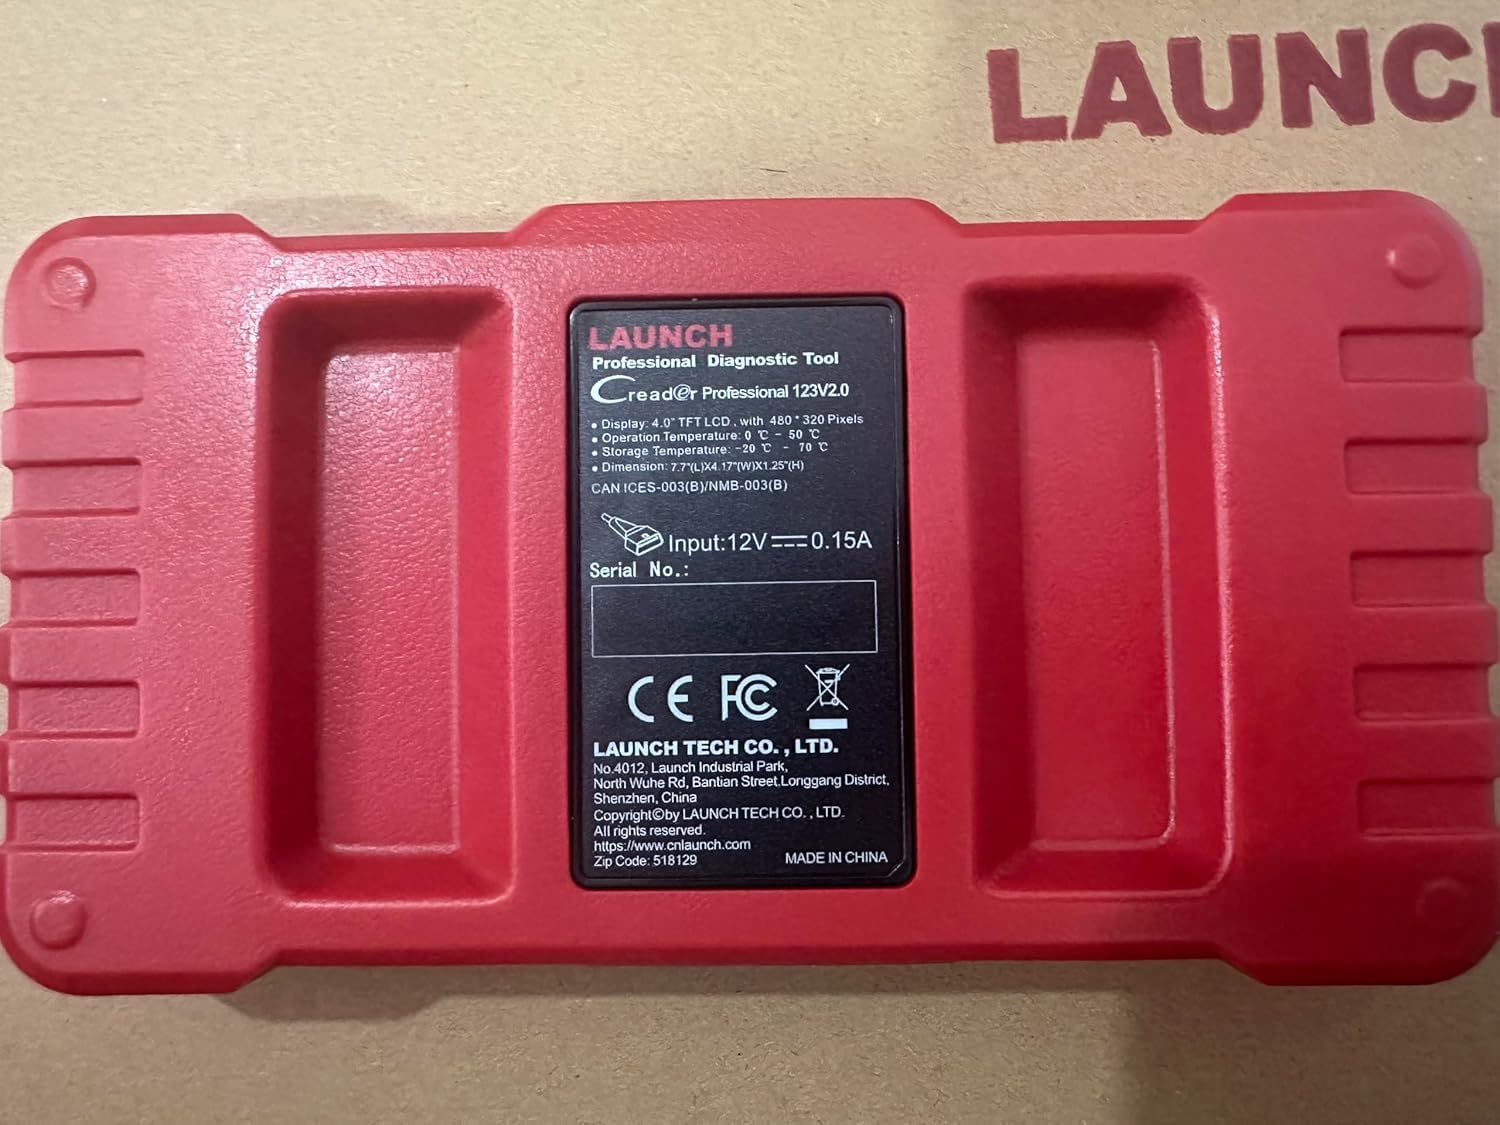 LAUNCH
LAUNCH
Professional Diagnostic Tool
Creader Professional 123V2.0
• Display: 4.0" TFT LCD , with 480 * 320 Pixels
• Operation Temperature: 0 ℃ - 50 ℃
• Storage Temperature: -20 ℃ - 70 ℃
• Dimension: 7.7"(L)X4.17"(W)X1.25"(H)
CAN ICES-003(B)/NMB-003(B)
Input:12V⎓0.15A
Serial No.:
CE FC
LAUNCH TECH CO. , LTD.
No.4012, Launch Industrial Park,
North Wuhe Rd, Bantian Street,Longgang District,
Shenzhen, China
Copyright©by LAUNCH TECH CO. , LTD.
All rights reserved.
https://www.cnlaunch.com
Zip Code: 518129 MADE IN CHINA